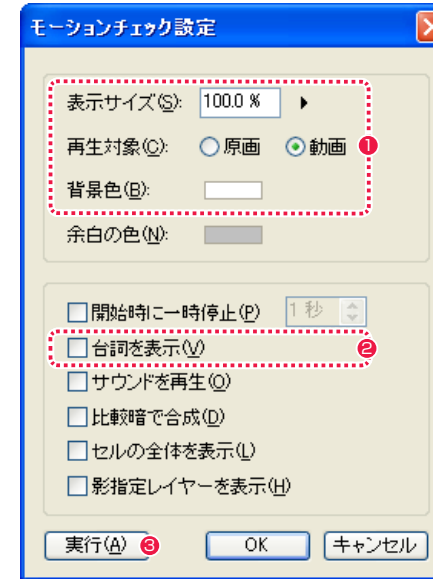 モーションチェック設定
表示サイズ(S): 100.0 %
再生対象(C): 原画 動画 ❶
背景色(B):
余白の色(N):
開始時に一時停止(P) 1 秒
台詞を表示(V) ❷
サウンドを再生(O)
比較暗で合成(D)
セルの全体を表示(L)
影指定レイヤーを表示(H)
実行(A) ❸ OK キャンセル